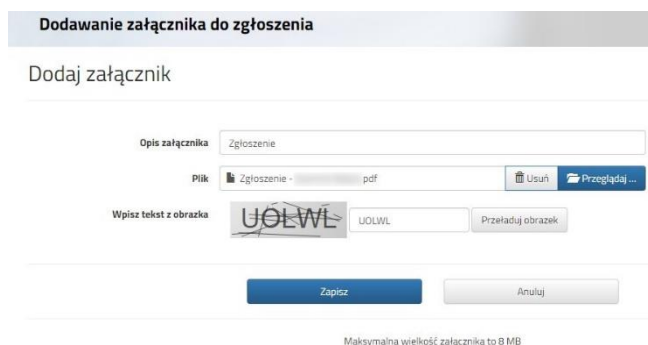 Dodawanie załącznika do zgłoszenia
Dodaj załącznik
Opis załącznika Zgłoszenie
Plik Zgłoszenie - pdf Usuń Przeglądaj ...
Wpisz tekst z obrazka UOLWL UOLWL Przeładuj obrazek
Zapisz Anuluj
Maksymalna wielkość załącznika to 8 MB